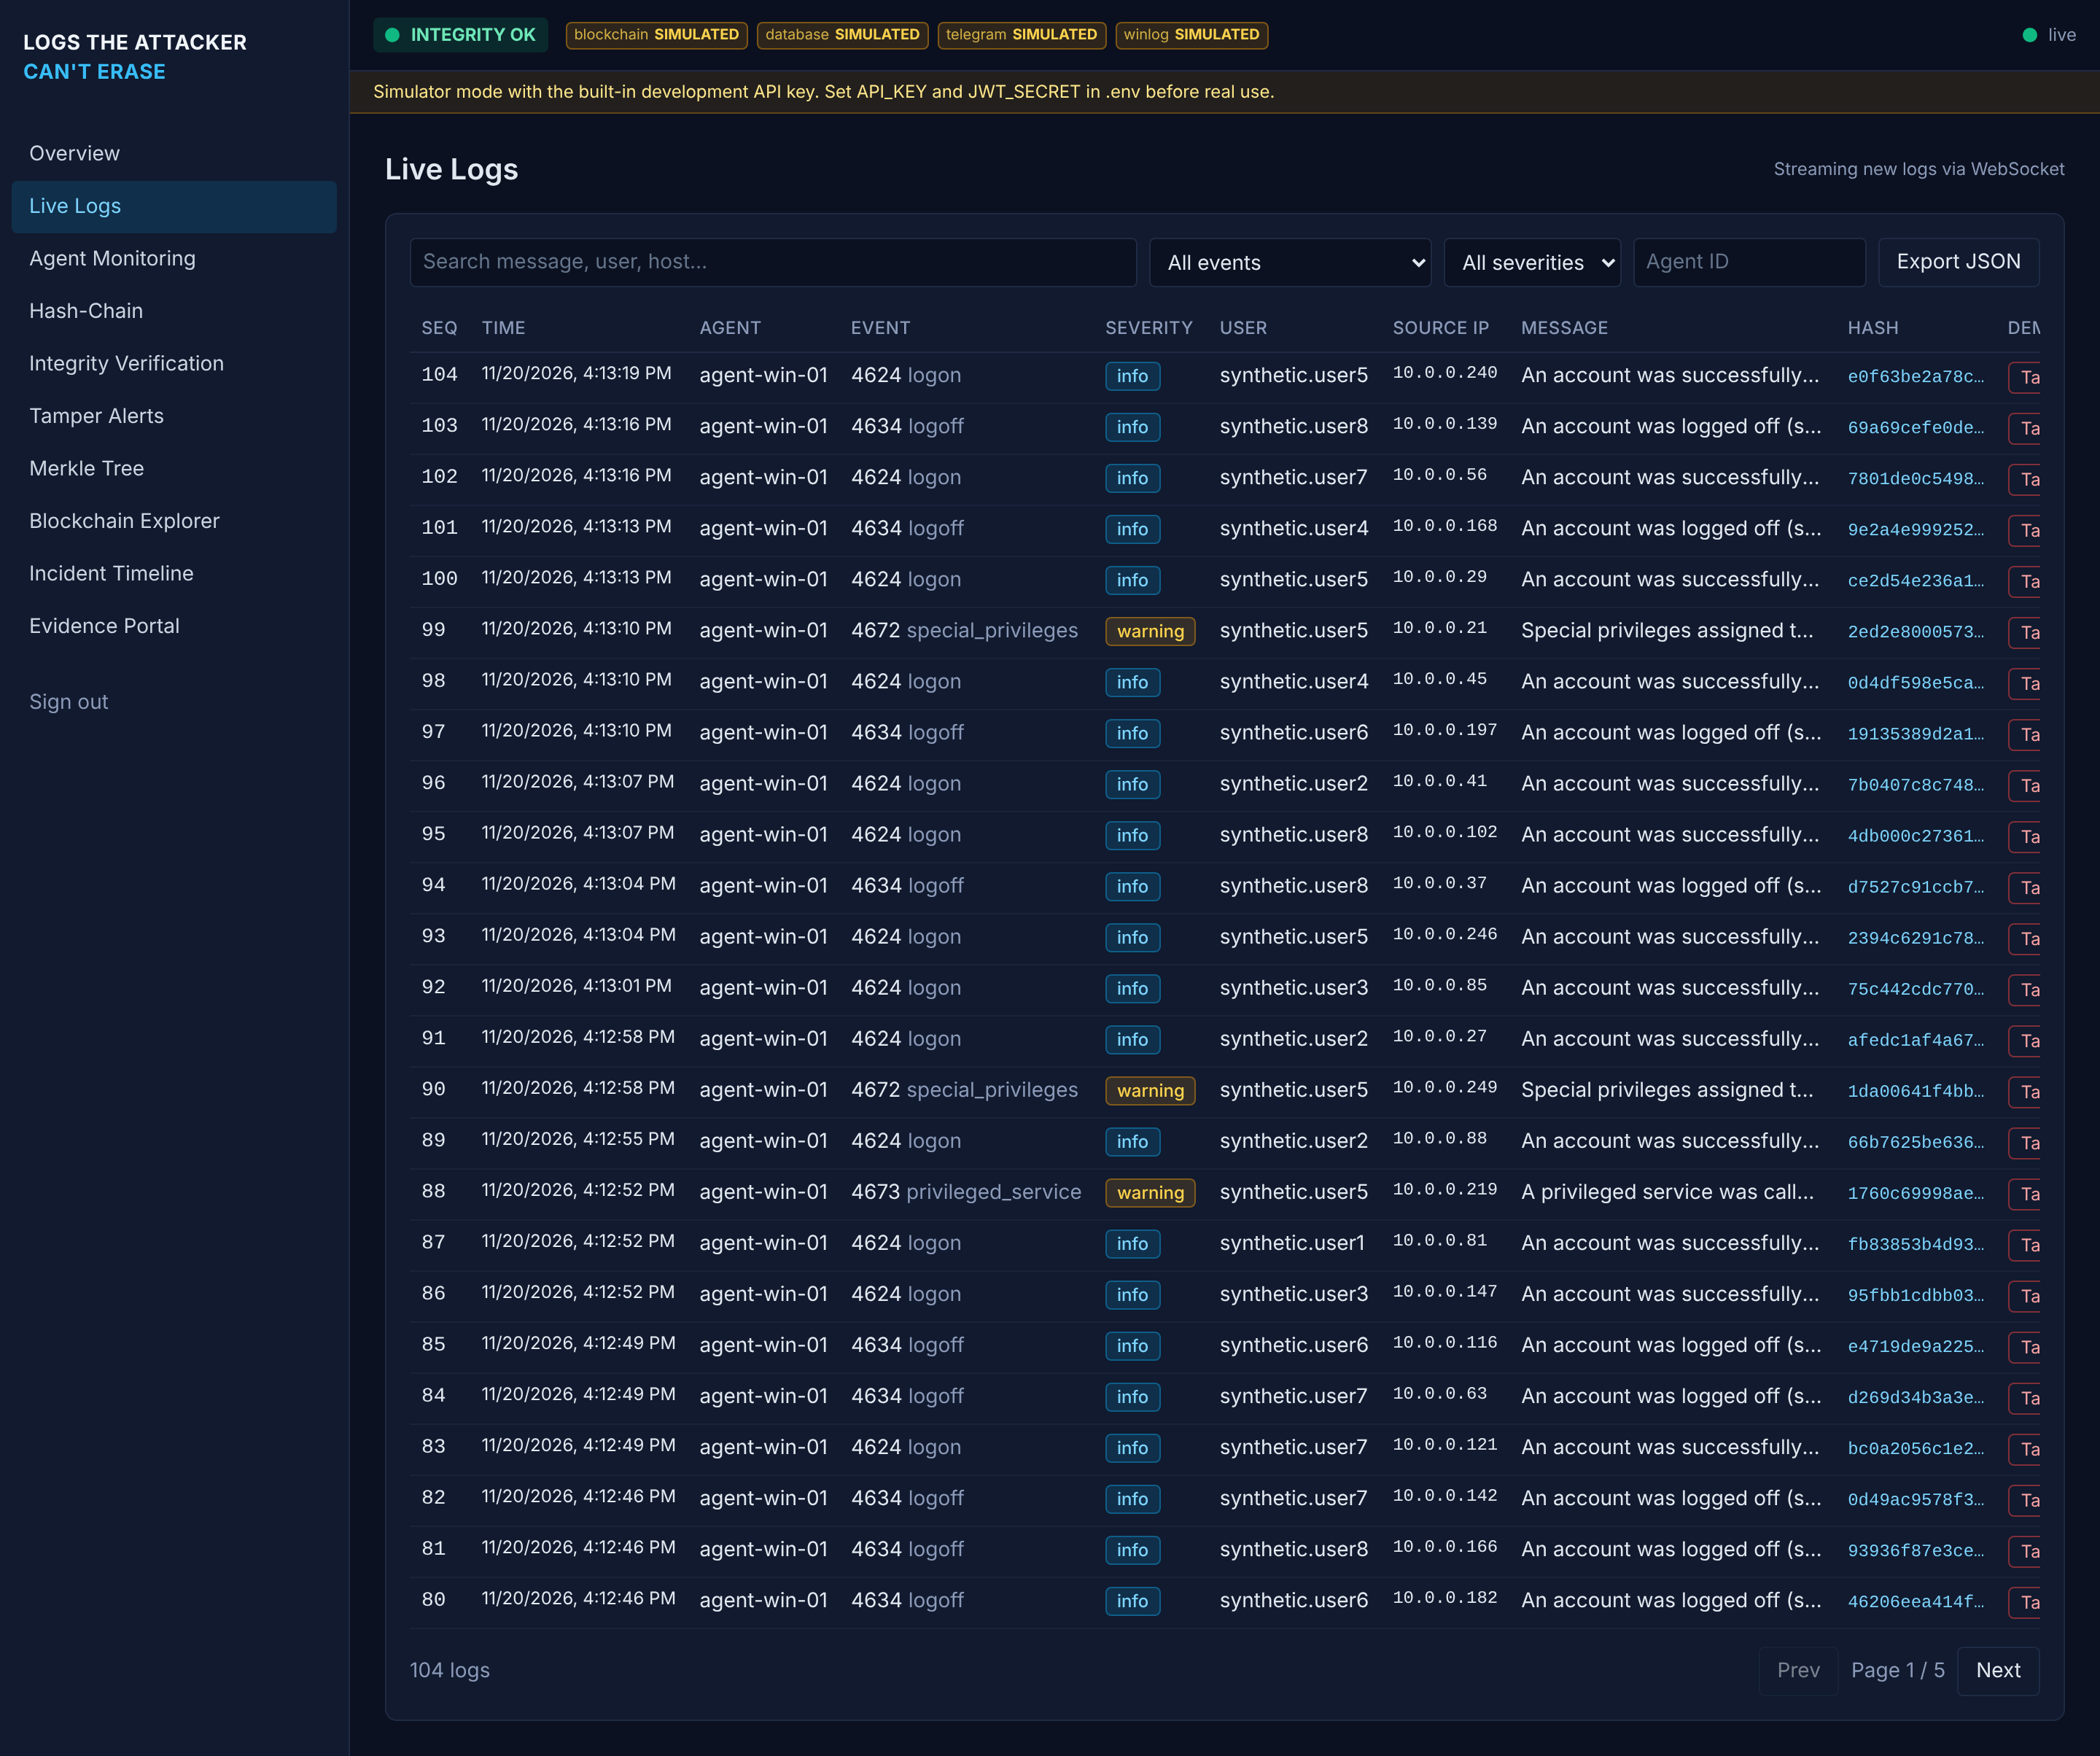 LOGS THE ATTACKER
CAN'T ERASE
Overview
Live Logs
Agent Monitoring
Hash-Chain
Integrity Verification
Tamper Alerts
Merkle Tree
Blockchain Explorer
Incident Timeline
Evidence Portal
Sign out
INTEGRITY OK blockchain SIMULATED database SIMULATED telegram SIMULATED winlog SIMULATED live
Simulator mode with the built-in development API key. Set API_KEY and JWT_SECRET in .env before real use.
Live Logs Streaming new logs via WebSocket
Search message, user, host... All events All severities Agent ID Export JSON
SEQ TIME AGENT EVENT SEVERITY USER SOURCE IP MESSAGE HASH DEM
104 11/20/2026, 4:13:19 PM agent-win-01 4624 logon info synthetic.user5 10.0.0.240 An account was successfully... e0f63be2a78c… Ta
103 11/20/2026, 4:13:16 PM agent-win-01 4634 logoff info synthetic.user8 10.0.0.139 An account was logged off (s... 69a69cefe0de… Ta
102 11/20/2026, 4:13:16 PM agent-win-01 4624 logon info synthetic.user7 10.0.0.56 An account was successfully... 7801de0c5498… Ta
101 11/20/2026, 4:13:13 PM agent-win-01 4634 logoff info synthetic.user4 10.0.0.168 An account was logged off (s... 9e2a4e999252… Ta
100 11/20/2026, 4:13:13 PM agent-win-01 4624 logon info synthetic.user5 10.0.0.29 An account was successfully... ce2d54e236a1… Ta
99 11/20/2026, 4:13:10 PM agent-win-01 4672 special_privileges warning synthetic.user5 10.0.0.21 Special privileges assigned t... 2ed2e8000573… Ta
98 11/20/2026, 4:13:10 PM agent-win-01 4624 logon info synthetic.user4 10.0.0.45 An account was successfully... 0d4df598e5ca… Ta
97 11/20/2026, 4:13:10 PM agent-win-01 4634 logoff info synthetic.user6 10.0.0.197 An account was logged off (s... 19135389d2a1… Ta
96 11/20/2026, 4:13:07 PM agent-win-01 4624 logon info synthetic.user2 10.0.0.41 An account was successfully... 7b0407c8c748… Ta
95 11/20/2026, 4:13:07 PM agent-win-01 4624 logon info synthetic.user8 10.0.0.102 An account was successfully... 4db000c27361… Ta
94 11/20/2026, 4:13:04 PM agent-win-01 4634 logoff info synthetic.user8 10.0.0.37 An account was logged off (s... d7527c91ccb7… Ta
93 11/20/2026, 4:13:04 PM agent-win-01 4624 logon info synthetic.user5 10.0.0.246 An account was successfully... 2394c6291c78… Ta
92 11/20/2026, 4:13:01 PM agent-win-01 4624 logon info synthetic.user3 10.0.0.85 An account was successfully... 75c442cdc770… Ta
91 11/20/2026, 4:12:58 PM agent-win-01 4624 logon info synthetic.user2 10.0.0.27 An account was successfully... afedc1af4a67… Ta
90 11/20/2026, 4:12:58 PM agent-win-01 4672 special_privileges warning synthetic.user5 10.0.0.249 Special privileges assigned t... 1da00641f4bb… Ta
89 11/20/2026, 4:12:55 PM agent-win-01 4624 logon info synthetic.user2 10.0.0.88 An account was successfully... 66b7625be636… Ta
88 11/20/2026, 4:12:52 PM agent-win-01 4673 privileged_service warning synthetic.user5 10.0.0.219 A privileged service was call... 1760c69998ae… Ta
87 11/20/2026, 4:12:52 PM agent-win-01 4624 logon info synthetic.user1 10.0.0.81 An account was successfully... fb83853b4d93… Ta
86 11/20/2026, 4:12:52 PM agent-win-01 4624 logon info synthetic.user3 10.0.0.147 An account was successfully... 95fbb1cdbb03… Ta
85 11/20/2026, 4:12:49 PM agent-win-01 4634 logoff info synthetic.user6 10.0.0.116 An account was logged off (s... e4719de9a225… Ta
84 11/20/2026, 4:12:49 PM agent-win-01 4634 logoff info synthetic.user7 10.0.0.63 An account was logged off (s... d269d34b3a3e… Ta
83 11/20/2026, 4:12:49 PM agent-win-01 4624 logon info synthetic.user7 10.0.0.121 An account was successfully... bc0a2056c1e2… Ta
82 11/20/2026, 4:12:46 PM agent-win-01 4634 logoff info synthetic.user7 10.0.0.142 An account was logged off (s... 0d49ac9578f3… Ta
81 11/20/2026, 4:12:46 PM agent-win-01 4634 logoff info synthetic.user8 10.0.0.166 An account was logged off (s... 93936f87e3ce… Ta
80 11/20/2026, 4:12:46 PM agent-win-01 4634 logoff info synthetic.user6 10.0.0.182 An account was logged off (s... 46206eea414f… Ta
104 logs Prev Page 1 / 5 Next